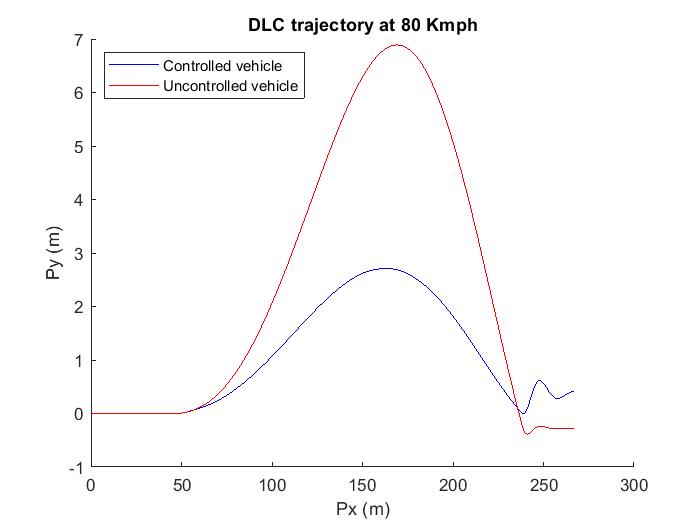 DLC trajectory at 80 Kmph
Controlled vehicle
Uncontrolled vehicle
Py (m)
7
6
5
4
3
2
1
0
-1
0 50 100 150 200 250 300
Px (m)